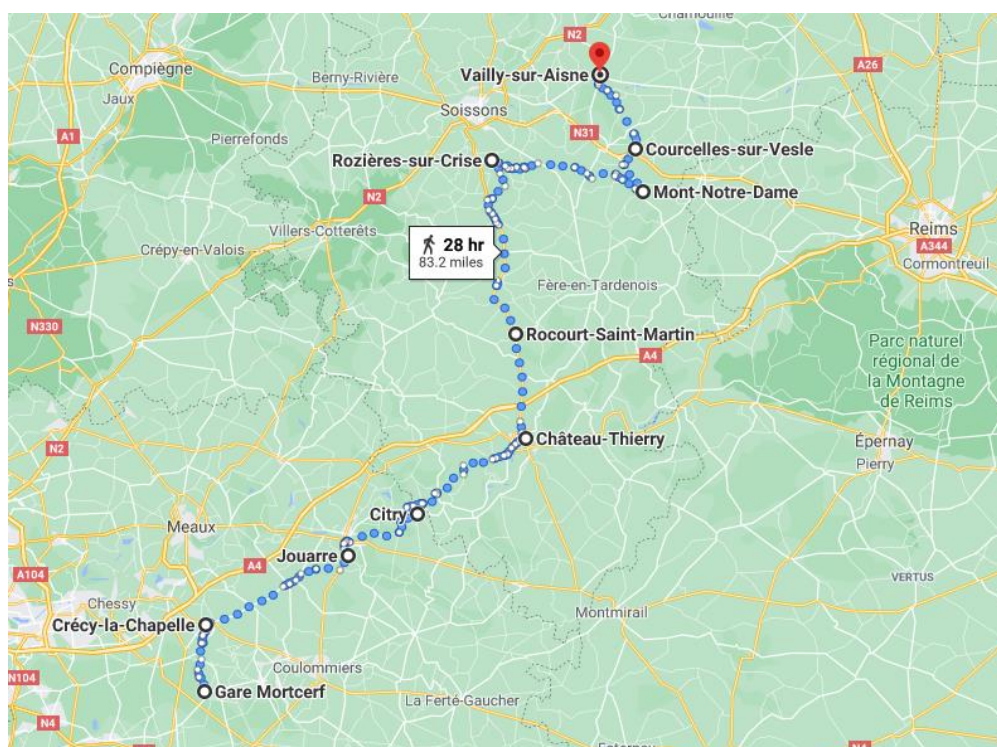 Chamouille
N2
Compiègne
Vailly-sur-Aisne
A26
Berny-Rivière
Jaux
Soissons
A1
Pierrefonds
N31
Courcelles-sur-Vesle
Rozières-sur-Crise
Mont-Notre-Dame
N2
Villers-Cotterêts
Reims
28 hr
A344
Crépy-en-Valois
83.2 miles
Cormontreuil
Fère-en-Tardenois
N330
Rocourt-Saint-Martin
Parc naturel
régional de
la Montagne
de Reims
A4
Château-Thierry
Épernay
N2
Pierry
Citry
Meaux
Jouarre
A4
A104
VERTUS
Chessy
Montmirail
Crécy-la-Chapelle
Coulommiers
N104
Gare Mortcerf
La Ferté-Gaucher
N4
N4